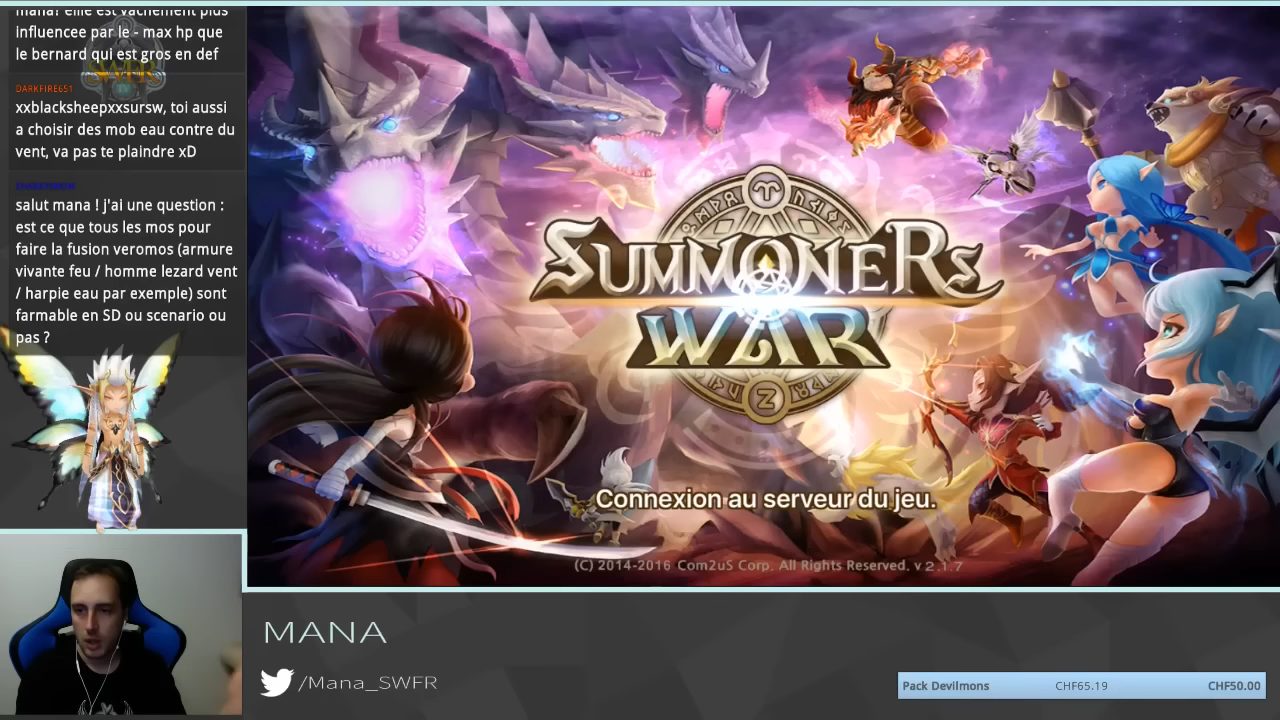 mana? ellie est vachement plus
influencee par le - max hp que
le bernard qui est gros en def
DARKFIRE651
xxblacksheepxxsursw, toi aussi
a choisir des mob eau contre du
vent, va pas te plaindre xD
salut mana ! j'ai une question :
est ce que tous les mos pour
faire la fusion veromos (armure
vivante feu / homme lezard vent
/ harpie eau par exemple) sont
farmable en SD ou scenario ou
pas ?
SWFR
SUMMONERS
WAR
Connexion au serveur du jeu.
(C) 2014-2016 Com2uS Corp. All Rights Reserved. v 2.1.7
MANA
/Mana_SWFR
Pack Devilmons CHF65.19 CHF50.00